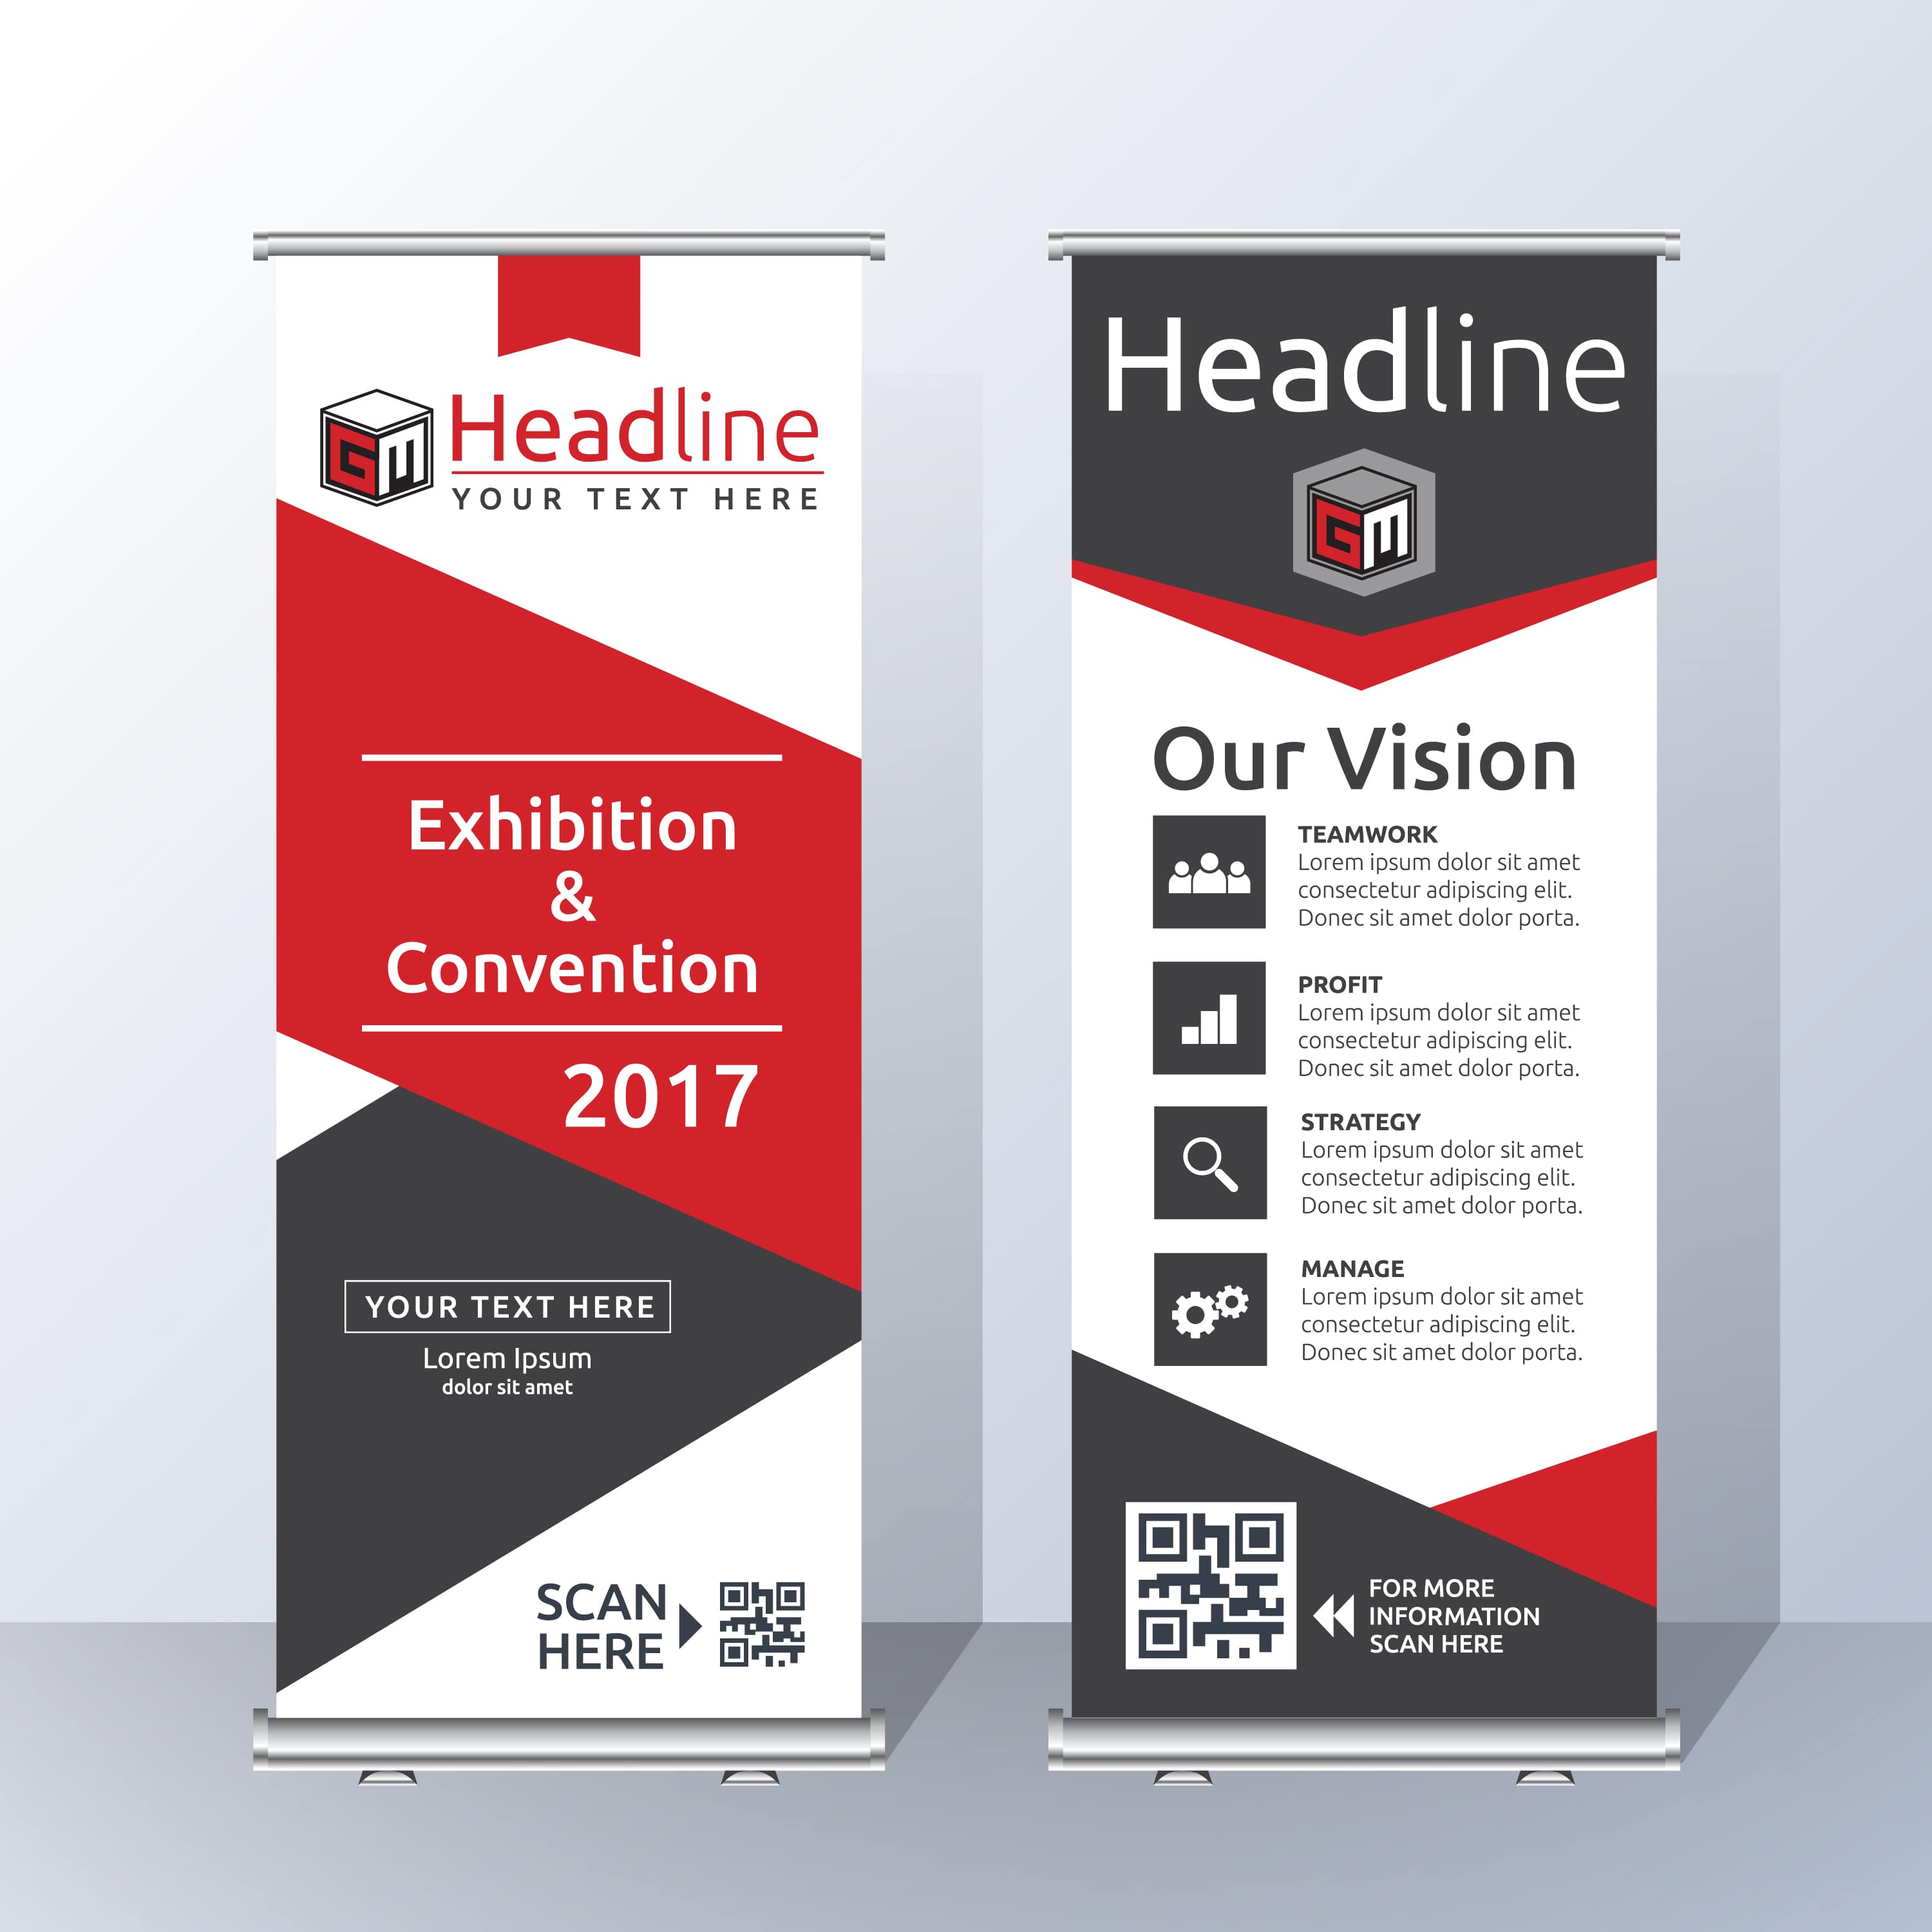 GM
Headline
YOUR TEXT HERE
Exhibition
&
Convention
2017
YOUR TEXT HERE
Lorem Ipsum
dolor sit amet
SCAN
HERE
Headline
GM
Our Vision
TEAMWORK
Lorem ipsum dolor sit amet
consectetur adipiscing elit.
Donec sit amet dolor porta.
PROFIT
Lorem ipsum dolor sit amet
consectetur adipiscing elit.
Donec sit amet dolor porta.
STRATEGY
Lorem ipsum dolor sit amet
consectetur adipiscing elit.
Donec sit amet dolor porta.
MANAGE
Lorem ipsum dolor sit amet
consectetur adipiscing elit.
Donec sit amet dolor porta.
FOR MORE
INFORMATION
SCAN HERE